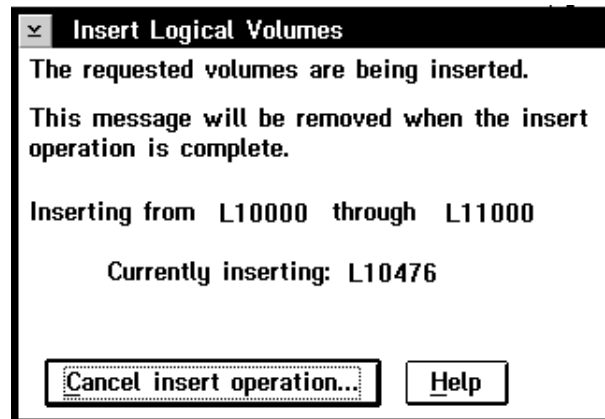 Insert Logical Volumes
The requested volumes are being inserted.
This message will be removed when the insert
operation is complete.
Inserting from L10000 through L11000
Currently inserting: L10476
Cancel insert operation... Help